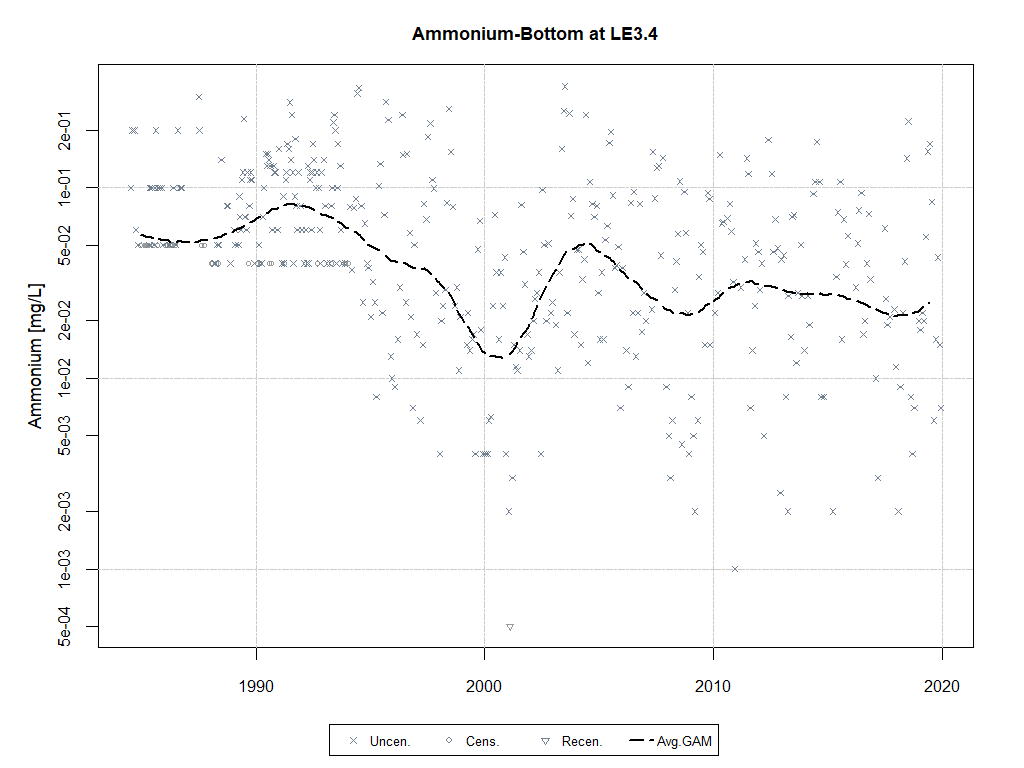 Ammonium-Bottom at LE3.4
Ammonium [mg/L]
2e-01
1e-01
5e-02
2e-02
1e-02
5e-03
2e-03
1e-03
5e-04
1990 2000 2010 2020
Uncen. Cens. Recen. Avg.GAM